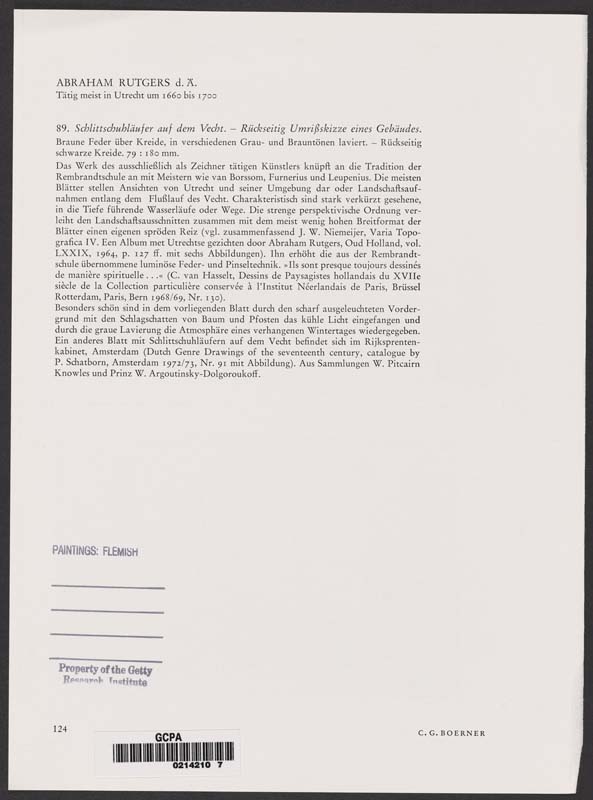 ABRAHAM RUTGERS d. Ä.
Tätig meist in Utrecht um 1660 bis 1700
89. Schlittschuhläufer auf dem Vecht. – Rückseitig Umrißskizze eines Gebäudes.
Braune Feder über Kreide, in verschiedenen Grau- und Brauntönen laviert. – Rückseitig
schwarze Kreide. 79 : 180 mm.
Das Werk des ausschließlich als Zeichner tätigen Künstlers knüpft an die Tradition der
Rembrandtschule an mit Meistern wie van Borssom, Furnerius und Leupenius. Die meisten
Blätter stellen Ansichten von Utrecht und seiner Umgebung dar oder Landschaftsauf-
nahmen entlang dem Flußlauf des Vecht. Charakteristisch sind stark verkürzt gesehene,
in die Tiefe führende Wasserläufe oder Wege. Die strenge perspektivische Ordnung ver-
leiht den Landschaftsausschnitten zusammen mit dem meist wenig hohen Breitformat der
Blätter einen eigenen spröden Reiz (vgl. zusammenfassend J. W. Niemeijer, Varia Topo-
grafica IV. Een Album met Utrechtse gezichten door Abraham Rutgers, Oud Holland, vol.
LXXIX, 1964, p. 127 ff. mit sechs Abbildungen). Ihn erhöht die aus der Rembrandt-
schule übernommene luminöse Feder- und Pinseltechnik. »Ils sont presque toujours dessinés
de manière spirituelle . . .« (C. van Hasselt, Dessins de Paysagistes hollandais du XVIIe
siècle de la Collection particulière conservée à l'Institut Néerlandais de Paris, Brüssel
Rotterdam, Paris, Bern 1968/69, Nr. 130).
Besonders schön sind in dem vorliegenden Blatt durch den scharf ausgeleuchteten Vorder-
grund mit den Schlagschatten von Baum und Pfosten das kühle Licht eingefangen und
durch die graue Lavierung die Atmosphäre eines verhangenen Wintertages wiedergegeben.
Ein anderes Blatt mit Schlittschuhläufern auf dem Vecht befindet sich im Rijksprenten-
kabinet, Amsterdam (Dutch Genre Drawings of the seventeenth century, catalogue by
P. Schatborn, Amsterdam 1972/73, Nr. 91 mit Abbildung). Aus Sammlungen W. Pitcairn
Knowles und Prinz W. Argoutinsky-Dolgoroukoff.
PAINTINGS: FLEMISH
Property of the Getty
Research Institute
124
C. G. BOERNER
GCPA
0214210 7